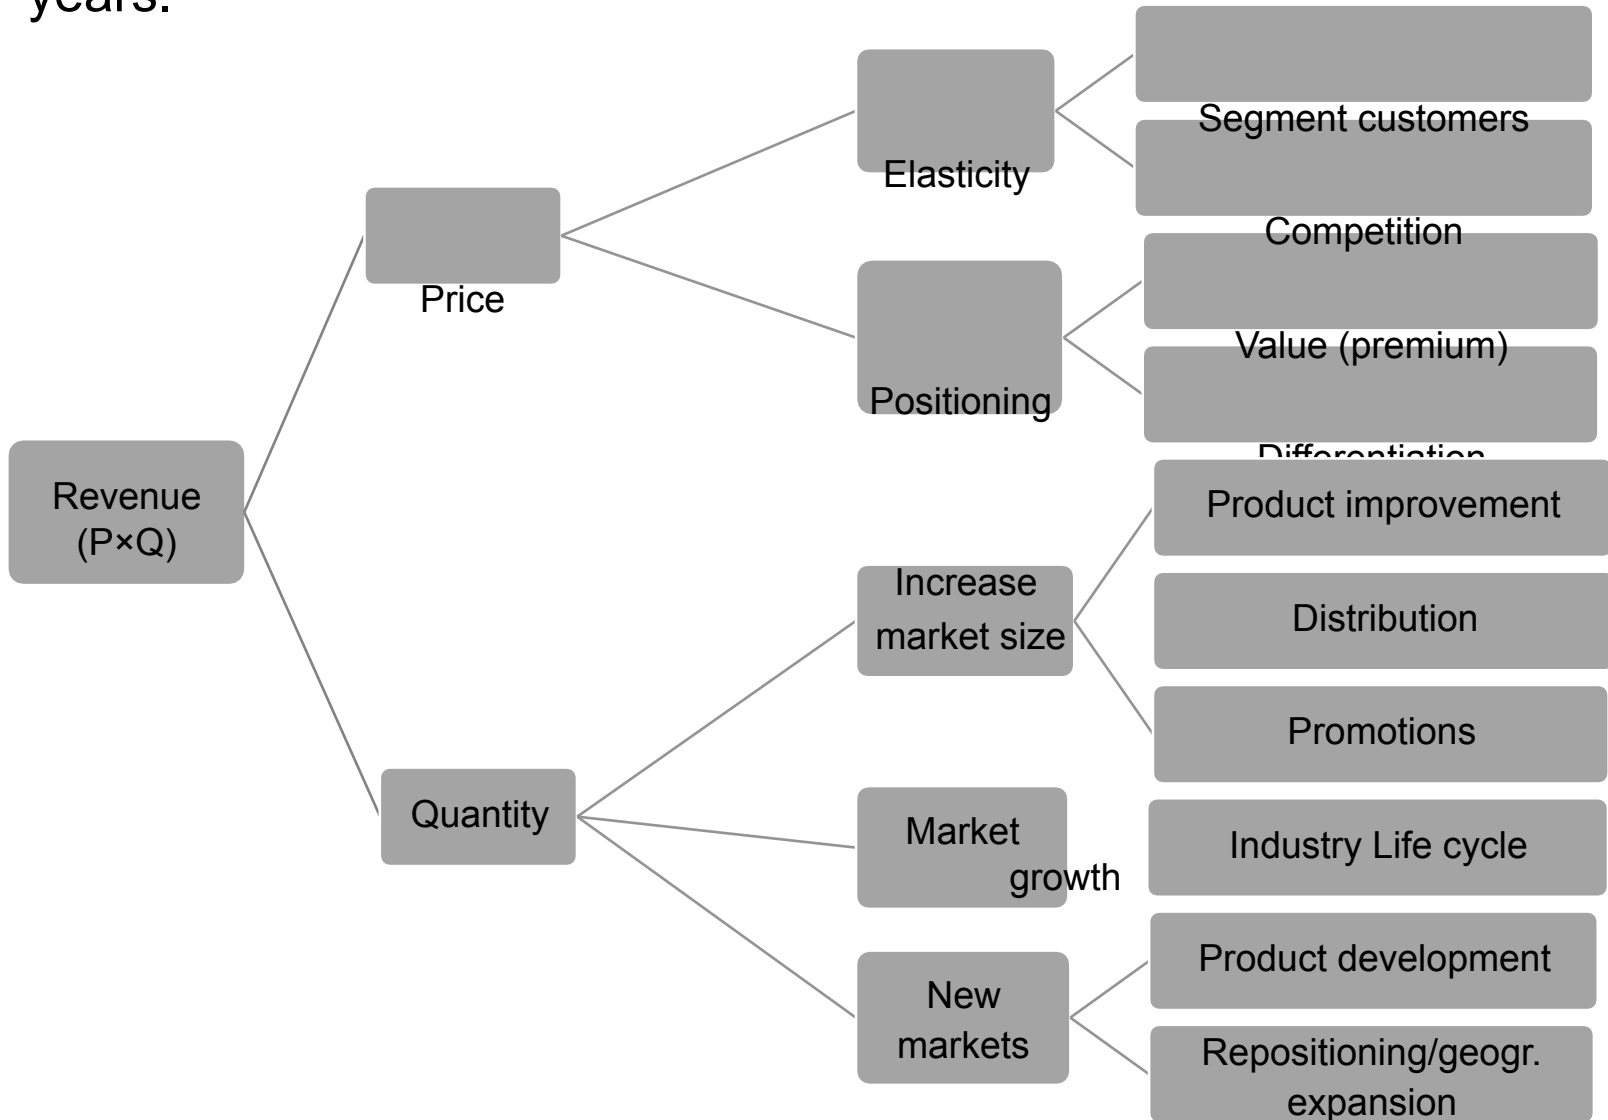 years.
Segment customers
Elasticity
Competition
Price
Value (premium)
Positioning
Differentiation
Revenue
(P×Q)
Product improvement
Increase
market size
Distribution
Promotions
Quantity
Market
growth
Industry Life cycle
Product development
New
markets
Repositioning/geogr.
expansion